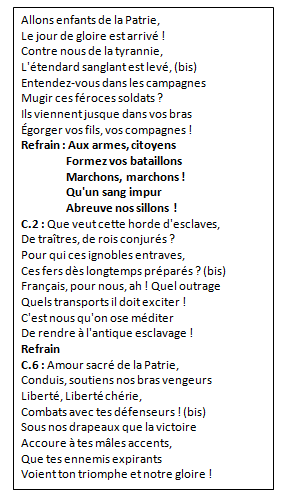 Allons enfants de la Patrie,
Le jour de gloire est arrivé !
Contre nous de la tyrannie,
L'étendard sanglant est levé, (bis)
Entendez-vous dans les campagnes
Mugir ces féroces soldats ?
Ils viennent jusque dans vos bras
Égorger vos fils, vos compagnes !
Refrain : Aux armes, citoyens
Formez vos bataillons
Marchons, marchons !
Qu'un sang impur
Abreuve nos sillons !
C.2 : Que veut cette horde d'esclaves,
De traîtres, de rois conjurés ?
Pour qui ces ignobles entraves,
Ces fers dès longtemps préparés ? (bis)
Français, pour nous, ah ! Quel outrage
Quels transports il doit exciter !
C'est nous qu'on ose méditer
De rendre à l'antique esclavage !
Refrain
C.6 : Amour sacré de la Patrie,
Conduis, soutiens nos bras vengeurs
Liberté, Liberté chérie,
Combats avec tes défenseurs ! (bis)
Sous nos drapeaux que la victoire
Accoure à tes mâles accents,
Que tes ennemis expirants
Voient ton triomphe et notre gloire !